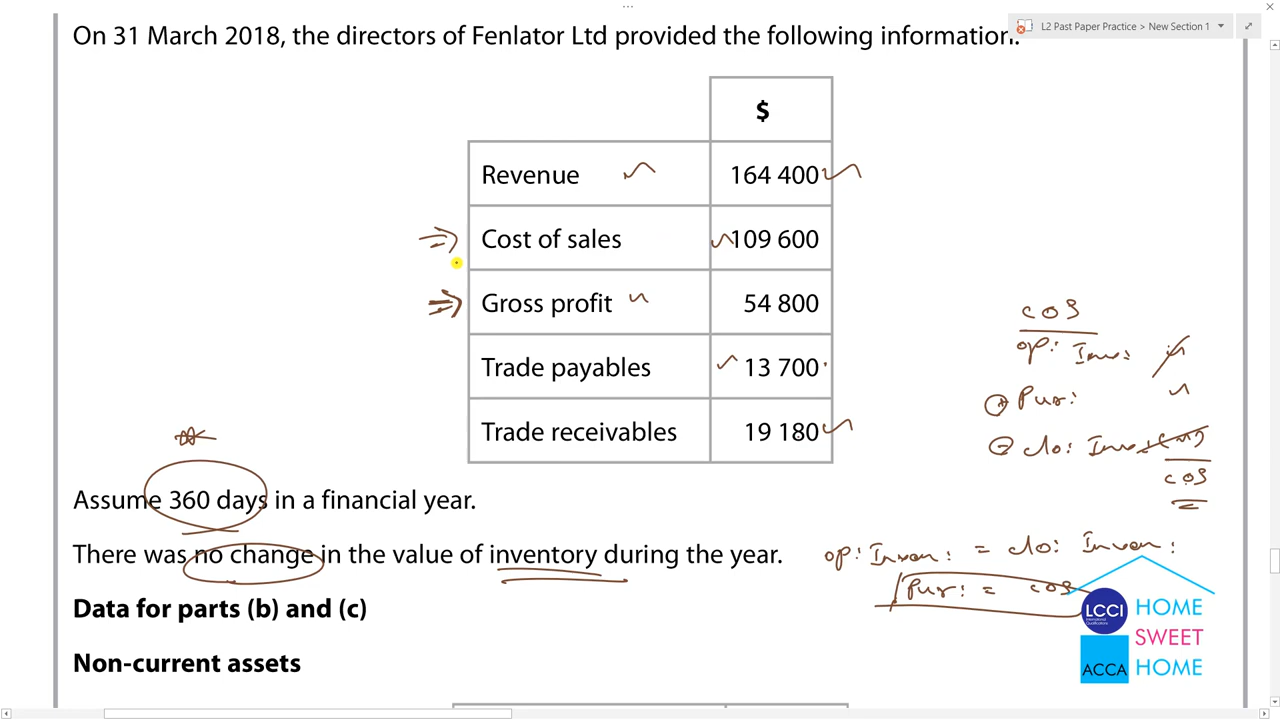 On 31 March 2018, the directors of Fenlator Ltd provided the following information.
L2 Past Paper Practice > New Section 1
$
Revenue 164 400
Cost of sales 109 600
Gross profit 54 800
Trade payables 13 700
Trade receivables 19 180
COS
op: Inv:
+ Pur:
- clo: Inv:
COS
Assume 360 days in a financial year.
There was no change in the value of inventory during the year.
op: Inven: = clo: Inven:
Pur: = COS
Data for parts (b) and (c)
Non-current assets
LCCI
International Qualifications
ACCA
HOME
SWEET
HOME